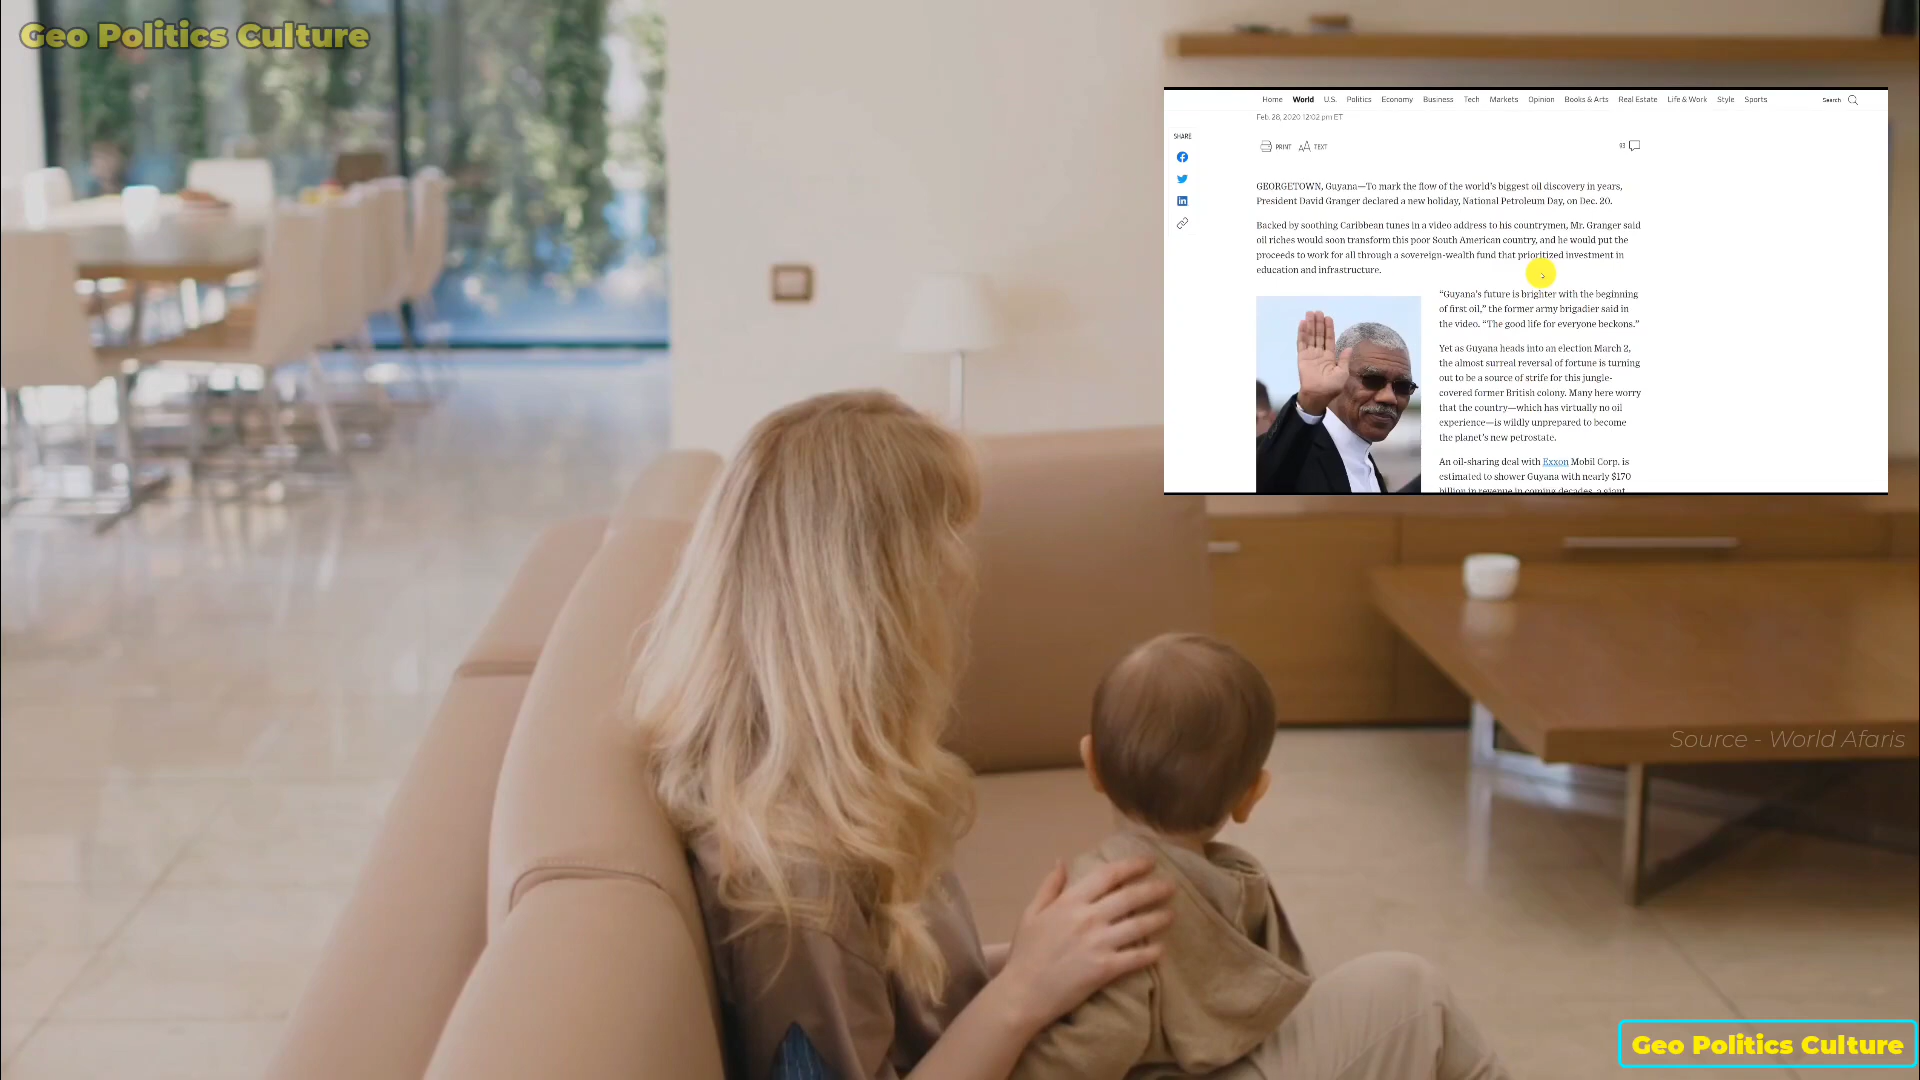 Geo Politics Culture
Home World U.S. Politics Economy Business Tech Markets Opinion Books & Arts Real Estate Life & Work Style Sports Search
Feb. 28, 2020 12:02 pm ET
SHARE
PRINT AA TEXT 93
GEORGETOWN, Guyana—To mark the flow of the world's biggest oil discovery in years,
President David Granger declared a new holiday, National Petroleum Day, on Dec. 20.
Backed by soothing Caribbean tunes in a video address to his countrymen, Mr. Granger said
oil riches would soon transform this poor South American country, and he would put the
proceeds to work for all through a sovereign-wealth fund that prioritized investment in
education and infrastructure.
“Guyana's future is brighter with the beginning
of first oil,” the former army brigadier said in
the video. “The good life for everyone beckons.”
Yet as Guyana heads into an election March 2,
the almost surreal reversal of fortune is turning
out to be a source of strife for this jungle-
covered former British colony. Many here worry
that the country—which has virtually no oil
experience—is wildly unprepared to become
the planet's new petrostate.
An oil-sharing deal with Exxon Mobil Corp. is
estimated to shower Guyana with nearly $170
billion in revenue in coming decades, a giant
Source - World Afaris
Geo Politics Culture